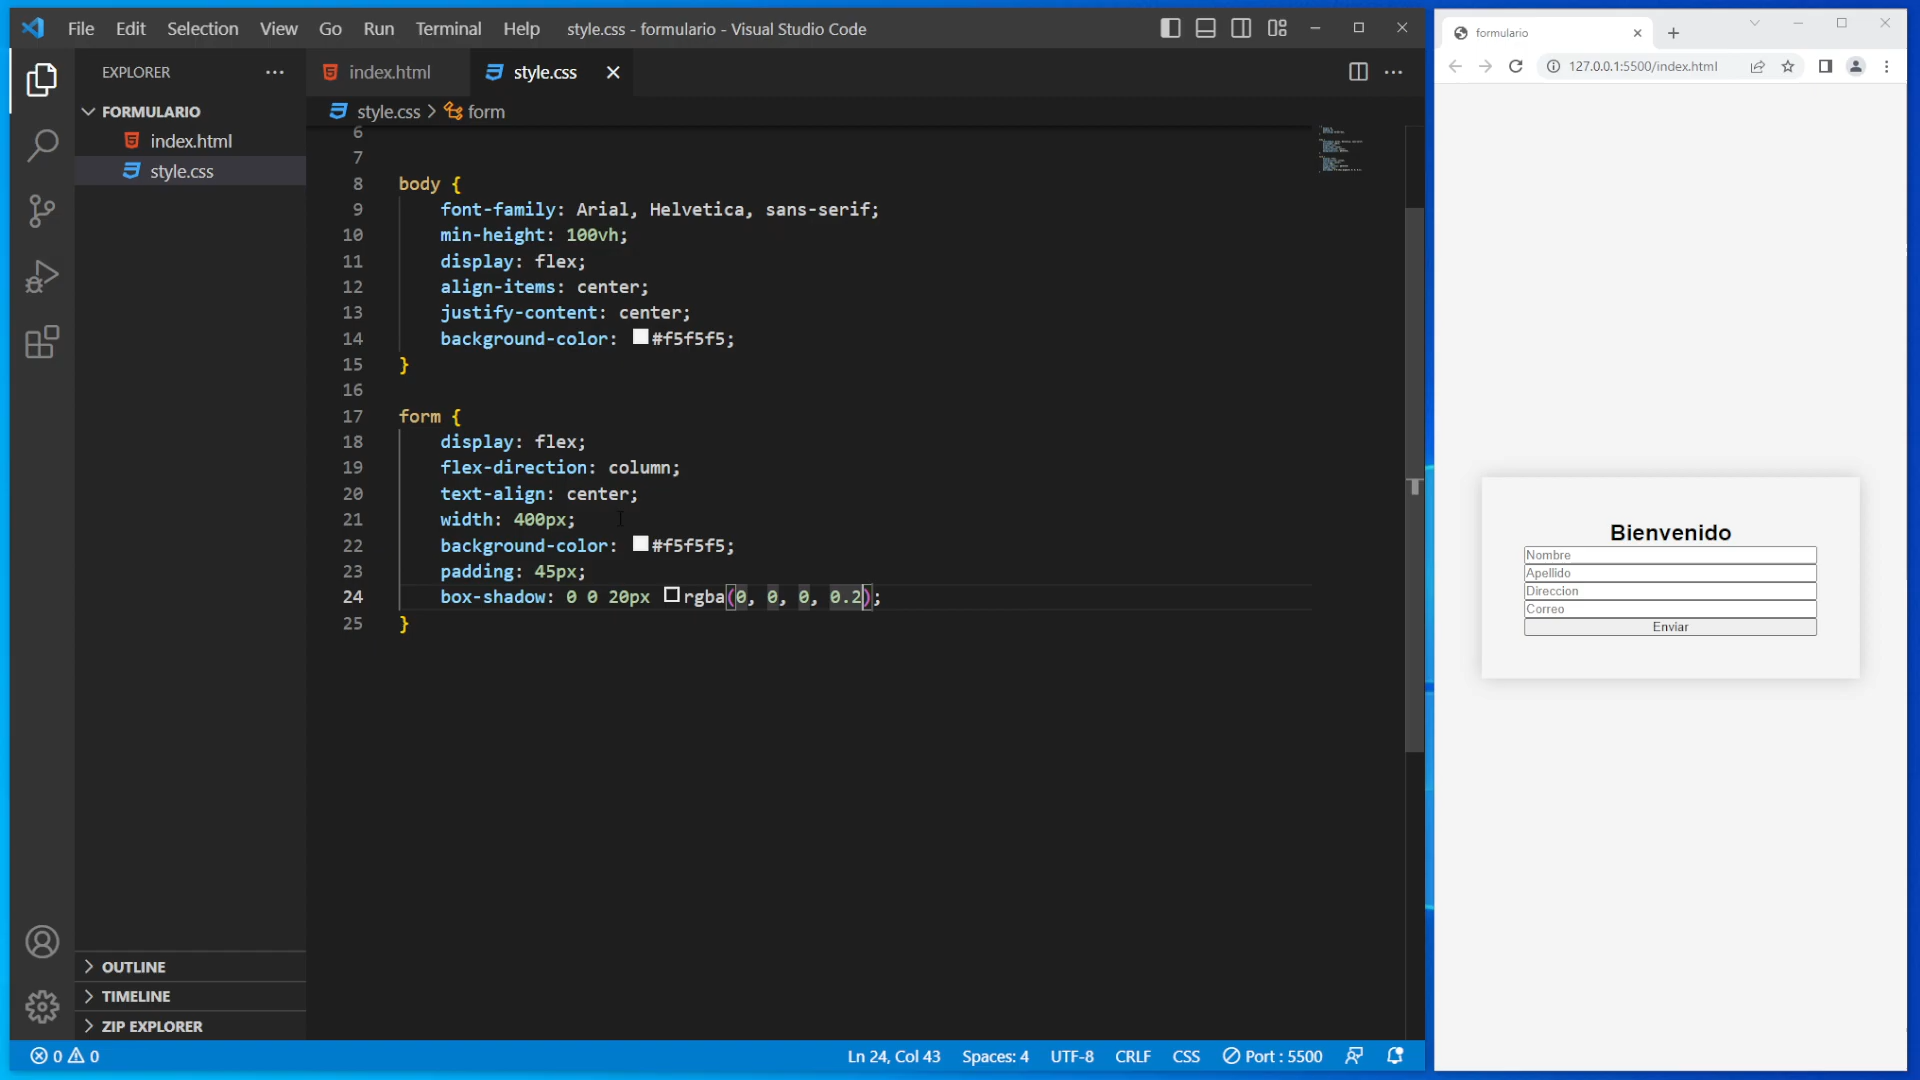 File Edit Selection View Go Run Terminal Help style.css - formulario - Visual Studio Code
EXPLORER
FORMULARIO
index.html
style.css
OUTLINE
TIMELINE
ZIP EXPLORER
index.html style.css
style.css > form
6
7
8 body {
9 font-family: Arial, Helvetica, sans-serif;
10 min-height: 100vh;
11 display: flex;
12 align-items: center;
13 justify-content: center;
14 background-color: #f5f5f5;
15 }
16
17 form {
18 display: flex;
19 flex-direction: column;
20 text-align: center;
21 width: 400px;
22 background-color: #f5f5f5;
23 padding: 45px;
24 box-shadow: 0 0 20px rgba(0, 0, 0, 0.2);
25 }
0 0 Ln 24, Col 43 Spaces: 4 UTF-8 CRLF CSS Port : 5500
formulario
127.0.0.1:5500/index.html
Bienvenido
Nombre
Apellido
Direccion
Correo
Enviar